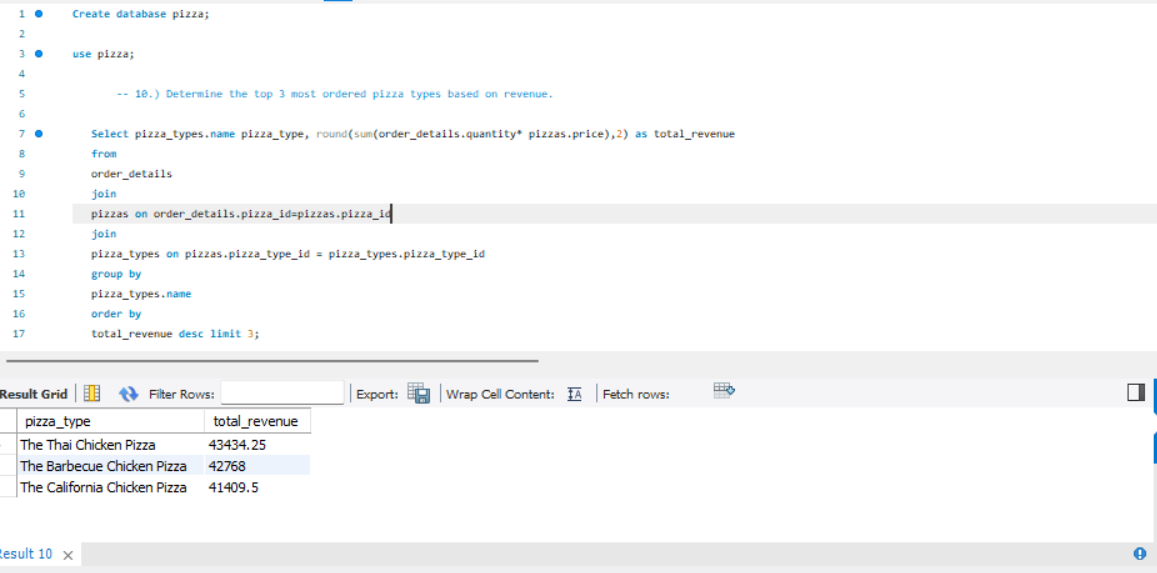 1 Create database pizza;
2
3 use pizza;
4
5 -- 10.) Determine the top 3 most ordered pizza types based on revenue.
6
7 Select pizza_types.name pizza_type, round(sum(order_details.quantity* pizzas.price),2) as total_revenue
8 from
9 order_details
10 join
11 pizzas on order_details.pizza_id=pizzas.pizza_id
12 join
13 pizza_types on pizzas.pizza_type_id = pizza_types.pizza_type_id
14 group by
15 pizza_types.name
16 order by
17 total_revenue desc limit 3;
Result Grid Filter Rows: Export: Wrap Cell Content: IA Fetch rows:
pizza_type total_revenue
The Thai Chicken Pizza 43434.25
The Barbecue Chicken Pizza 42768
The California Chicken Pizza 41409.5
Result 10